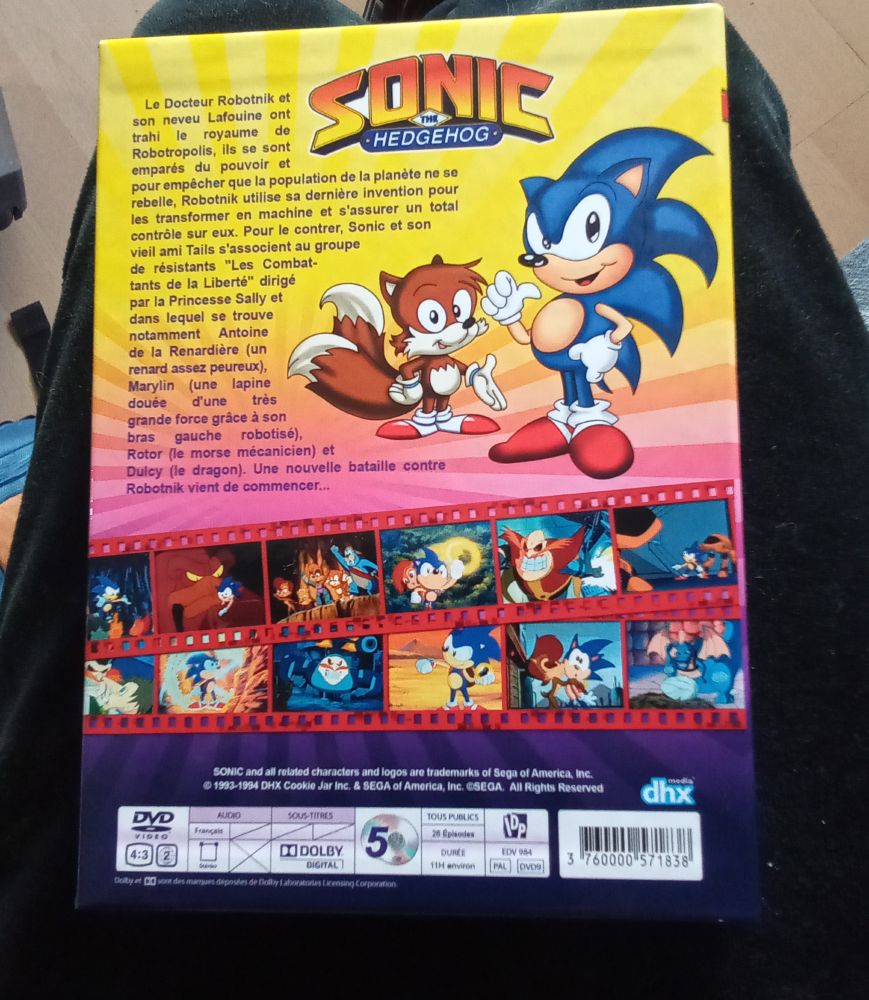 SONIC
THE
HEDGEHOG
Le Docteur Robotnik et
son neveu Lafouine ont
trahi le royaume de
Robotropolis, ils se sont
emparés du pouvoir et
pour empêcher que la population de la planète ne se
rebelle, Robotnik utilise sa dernière invention pour
les transformer en machine et s'assurer un total
contrôle sur eux. Pour le contrer, Sonic et son
vieil ami Tails s'associent au groupe
de résistants "Les Combat-
tants de la Liberté" dirigé
par la Princesse Sally et
dans lequel se trouve
notamment Antoine
de la Renardière (un
renard assez peureux),
Marylin (une lapine
douée d'une très
grande force grâce à son
bras gauche robotisé),
Rotor (le morse mécanicien) et
Dulcy (le dragon). Une nouvelle bataille contre
Robotnik vient de commencer...
SONIC and all related characters and logos are trademarks of Sega of America, Inc.
© 1993-1994 DHX Cookie Jar Inc. & SEGA of America, Inc. ©SEGA. All Rights Reserved
dhx media
DVD
VIDEO
4:3
2
AUDIO
Français
Stéréo
SOUS-TITRES
DOLBY
DIGITAL
5
TOUS PUBLICS
26 Épisodes
DURÉE
11H environ
IDP
EDV 984
PAL
DVD9
3 760000 571838
Dolby et DD sont des marques déposées de Dolby Laboratories Licensing Corporation.